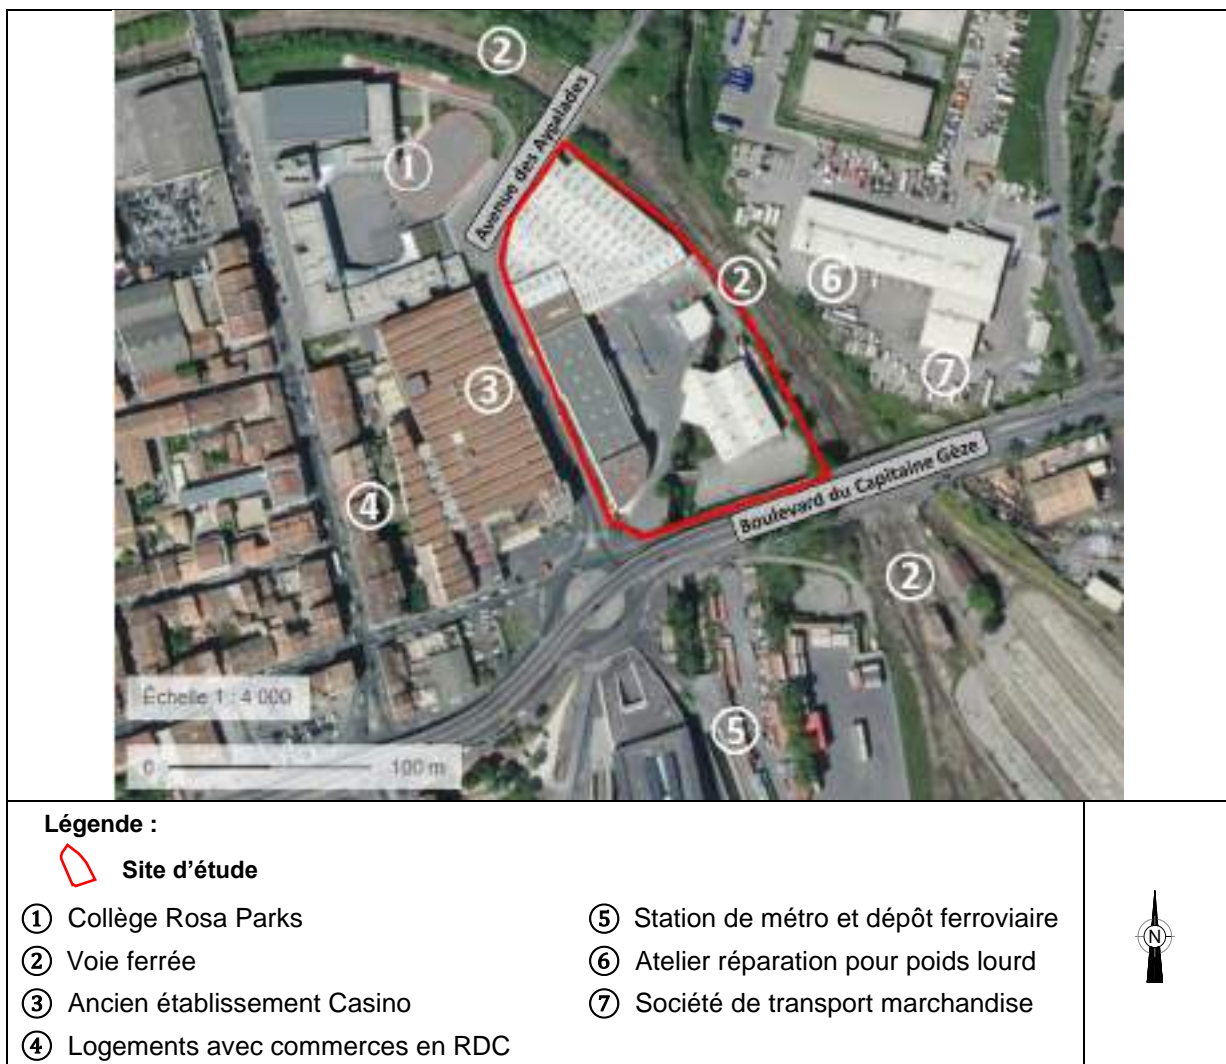 ②
Avenue des Aygalades
①
②
⑥
③
⑦
④
Boulevard du Capitaine Gèze
②
Échelle 1 : 4 000
⑤
0 100 m
Légende :
Site d'étude
① Collège Rosa Parks
② Voie ferrée
③ Ancien établissement Casino
④ Logements avec commerces en RDC
⑤ Station de métro et dépôt ferroviaire
⑥ Atelier réparation pour poids lourd
⑦ Société de transport marchandise
N